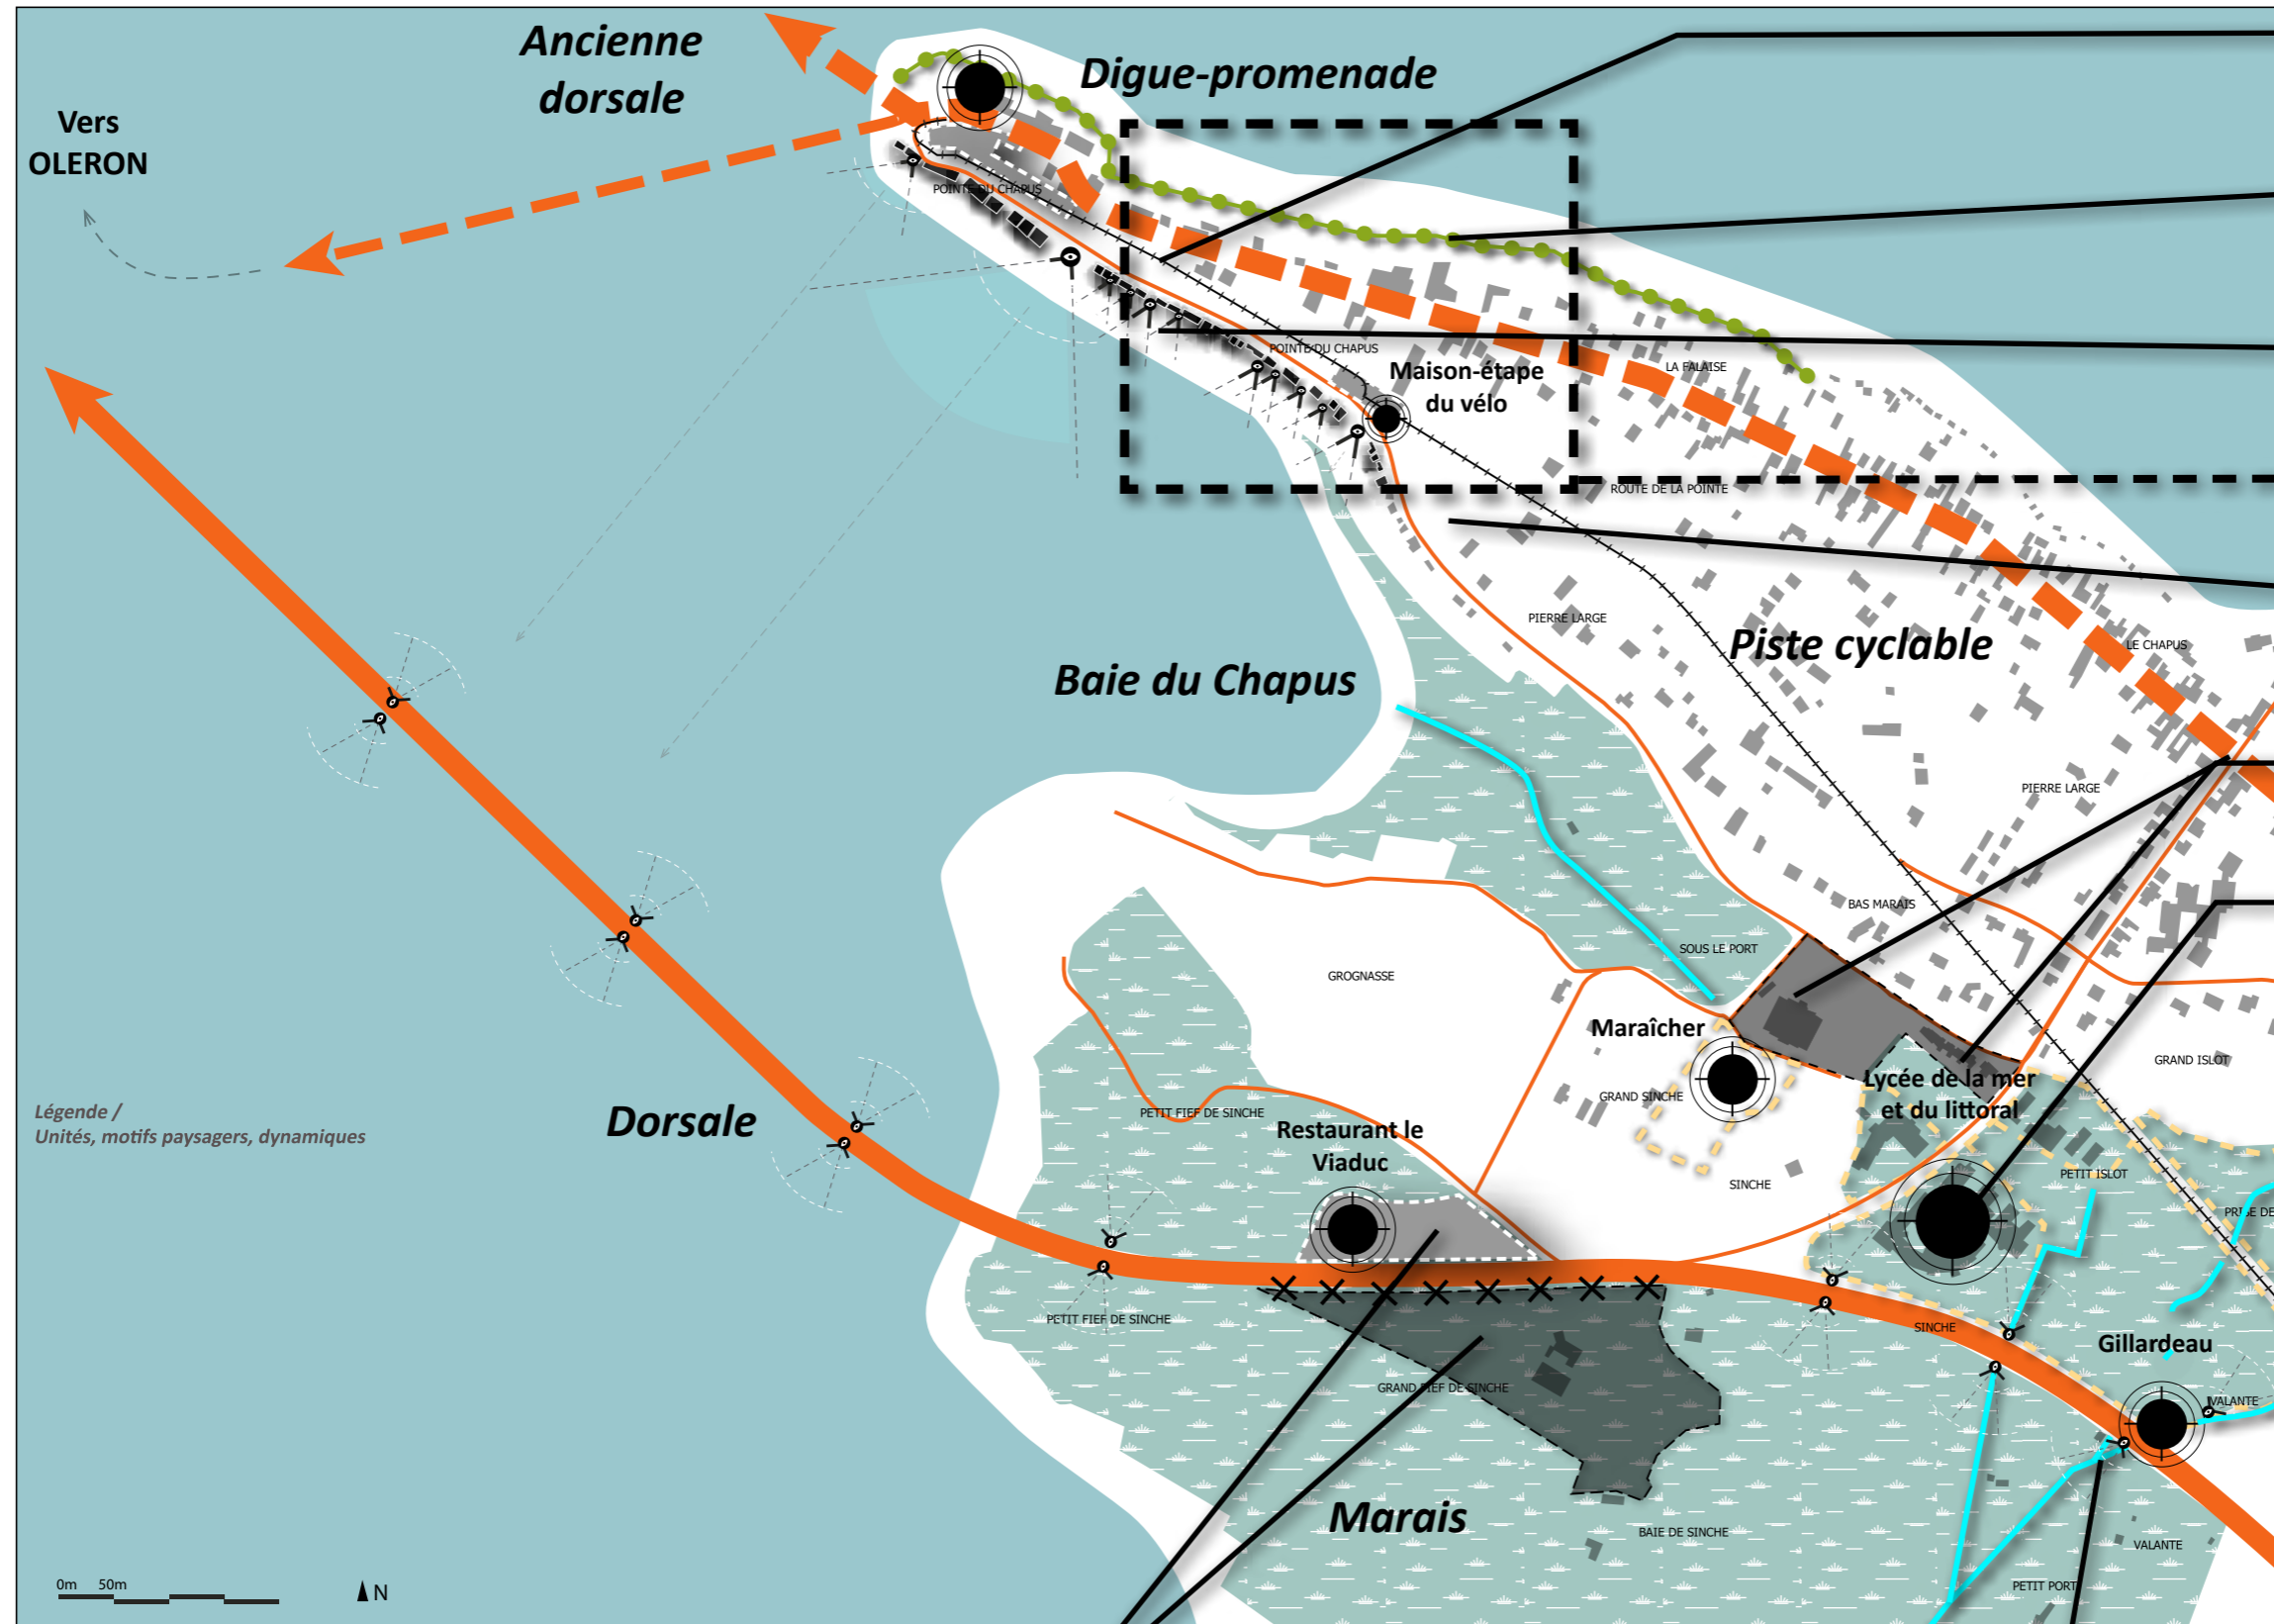 Ancienne
dorsale
Digue-promenade
Vers
OLERON
POINTE DU CHAPUS
POINTE DU CHAPUS
Maison-étape
du vélo
LA FALAISE
ROUTE DE LA POINTE
PIERRE LARGE
Piste cyclable
LE CHAPUS
Baie du Chapus
PIERRE LARGE
BAS MARAIS
SOUS LE PORT
GROGNASSE
Maraîcher
GRAND ISLOT
Lycée de la mer
et du littoral
GRAND SINCHE
PETIT FIEF DE SINCHE
Légende /
Unités, motifs paysagers, dynamiques
Dorsale
Restaurant le
Viaduc
PETIT ISLOT
SINCHE
PRISE DE
PETIT FIEF DE SINCHE
SINCHE
Gillardeau
GRAND FIEF DE SINCHE
VALANTE
Marais
BAIE DE SINCHE
VALANTE
PETIT PORT
0m 50m
N